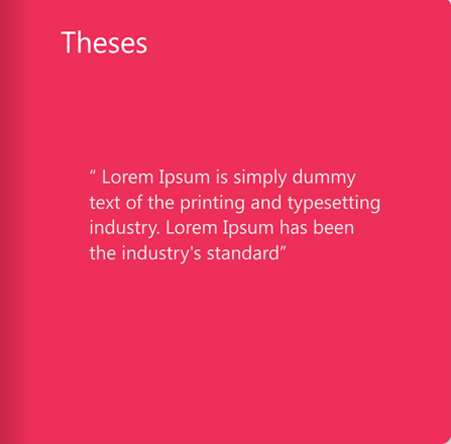 Theses
“ Lorem Ipsum is simply dummy
text of the printing and typesetting
industry. Lorem Ipsum has been
the industry's standard”